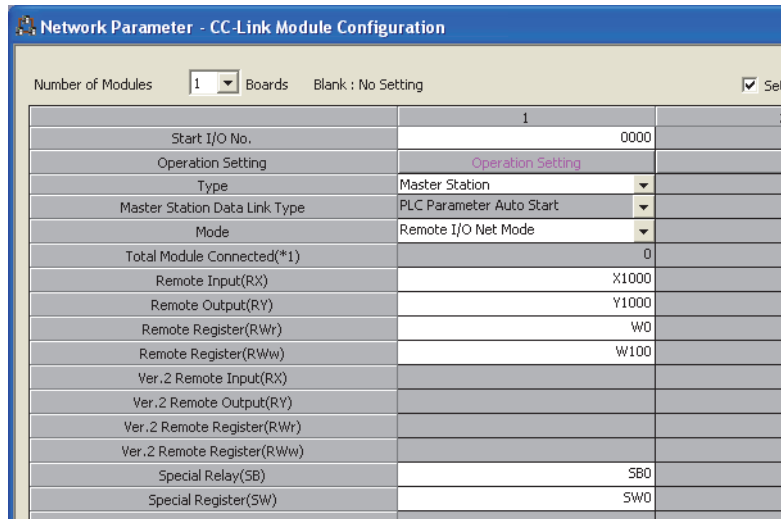 Network Parameter - CC-Link Module Configuration
Number of Modules 1 Boards Blank : No Setting
1
Start I/O No. 0000
Operation Setting Operation Setting
Type Master Station
Master Station Data Link Type PLC Parameter Auto Start
Mode Remote I/O Net Mode
Total Module Connected(*1) 0
Remote Input(RX) X1000
Remote Output(RY) Y1000
Remote Register(RWr) W0
Remote Register(RWw) W100
Ver.2 Remote Input(RX)
Ver.2 Remote Output(RY)
Ver.2 Remote Register(RWr)
Ver.2 Remote Register(RWw)
Special Relay(SB) SB0
Special Register(SW) SW0